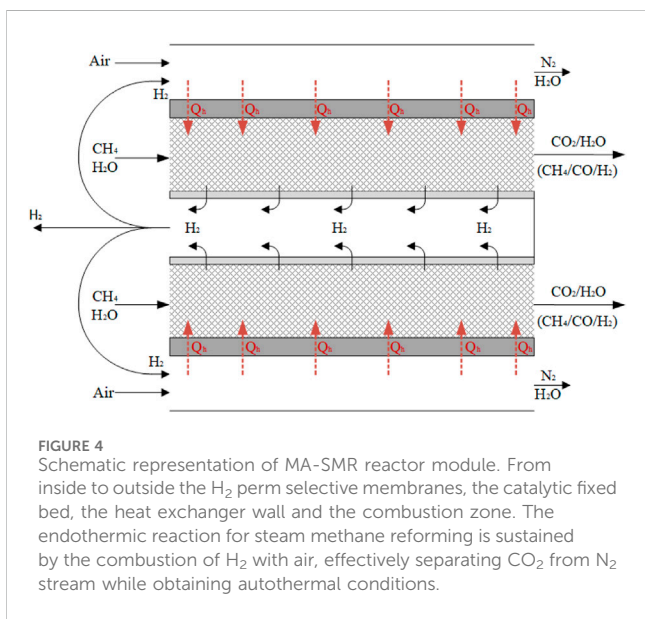 Air
N₂
H₂O
H₂
Qₕ Qₕ Qₕ Qₕ Qₕ Qₕ
CH₄
H₂O
CO₂/H₂O
(CH₄/CO/H₂)
H₂
H₂ H₂ H₂
CH₄
H₂O
CO₂/H₂O
(CH₄/CO/H₂)
Qₕ Qₕ Qₕ Qₕ Qₕ Qₕ
H₂
Air
N₂
H₂O
FIGURE 4
Schematic representation of MA-SMR reactor module. From
inside to outside the H₂ perm selective membranes, the catalytic fixed
bed, the heat exchanger wall and the combustion zone. The
endothermic reaction for steam methane reforming is sustained
by the combustion of H₂ with air, effectively separating CO₂ from N₂
stream while obtaining autothermal conditions.